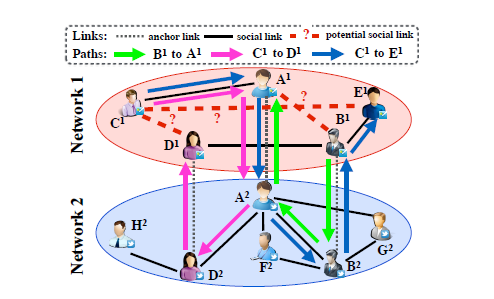 Links: anchor link social link ? potential social link
Paths: B1 to A1 C1 to D1 C1 to E1
Network 1
A1
E1
?
?
C1
?
B1
D1
Network 2
A2
H2
G2
F2
D2
B2